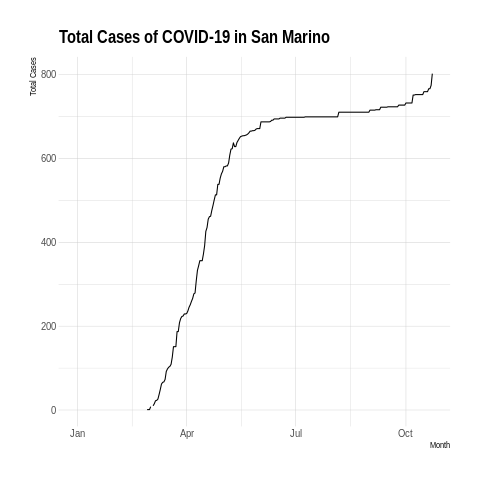 Total Cases of COVID-19 in San Marino
Total Cases
800
600
400
200
0
Jan Apr Jul Oct
Month